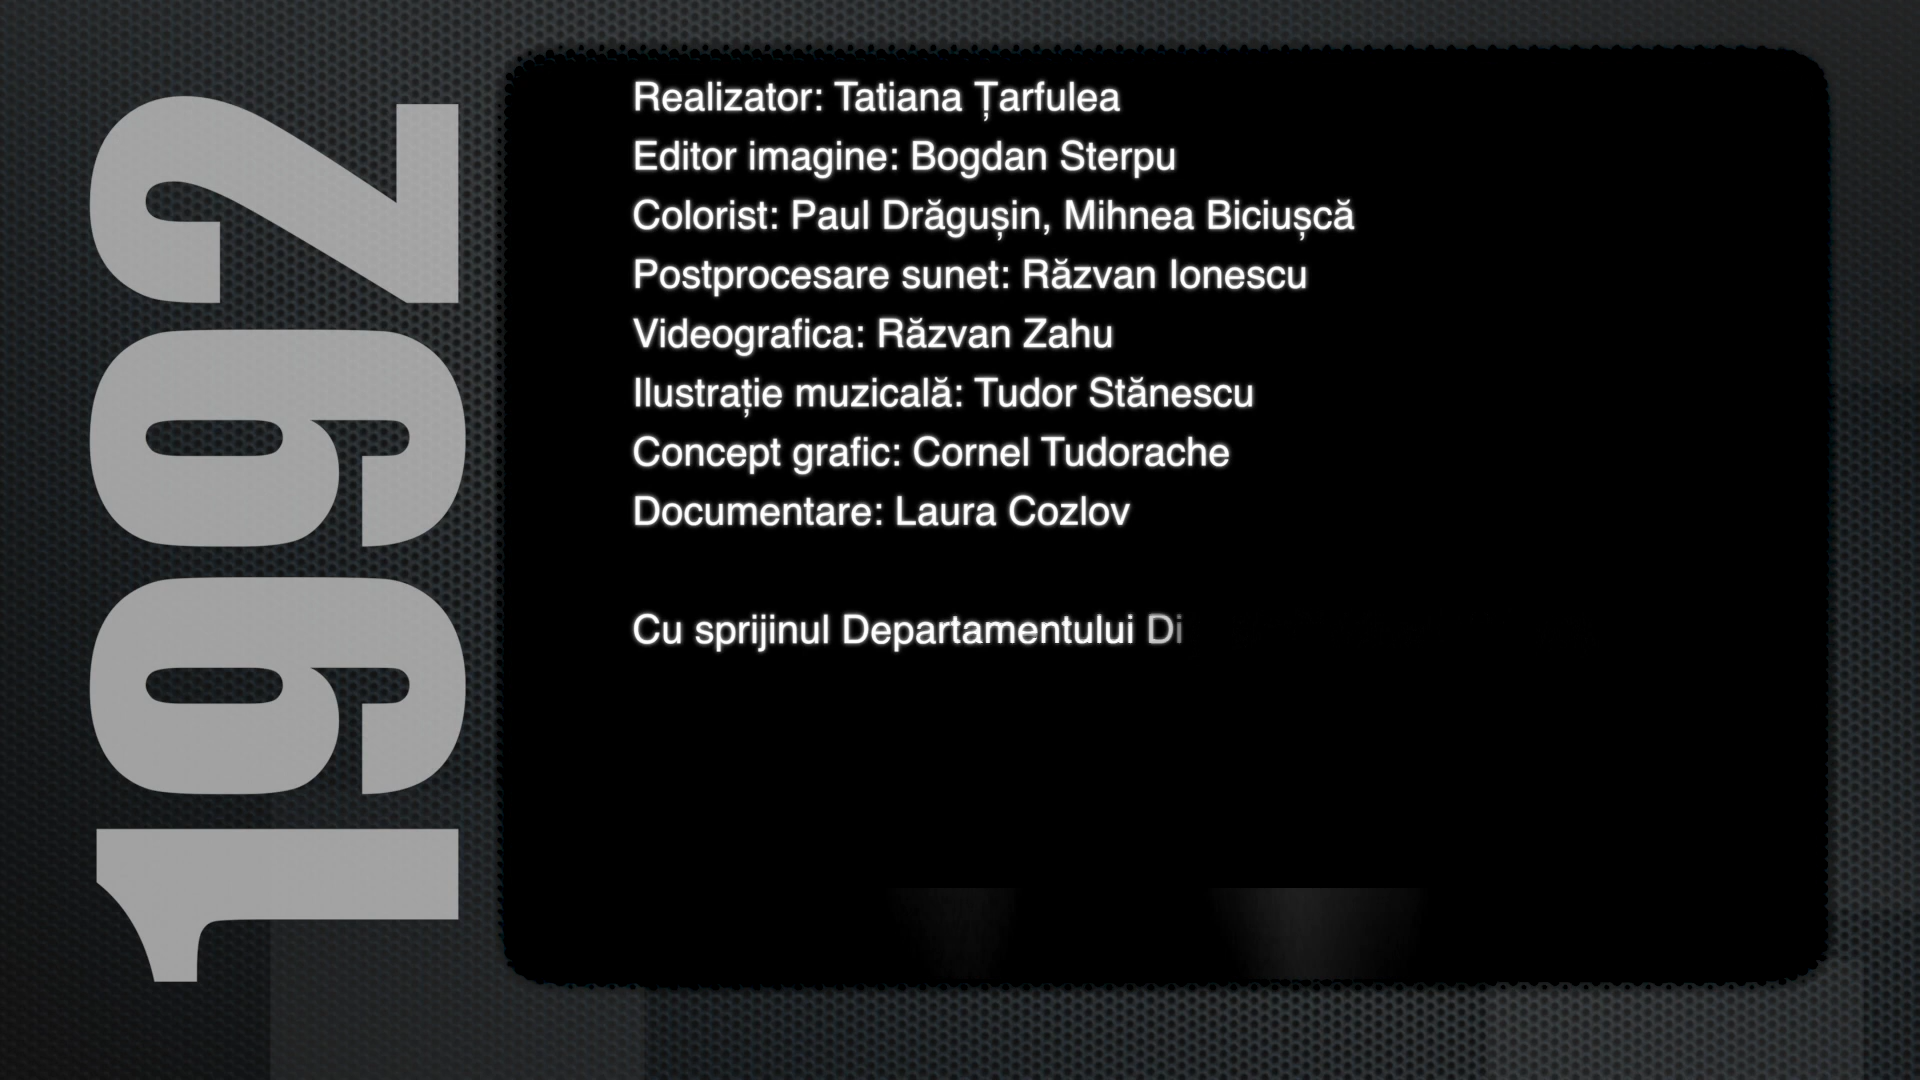 1992
Realizator: Tatiana Țarfulea
Editor imagine: Bogdan Sterpu
Colorist: Paul Drăgușin, Mihnea Biciușcă
Postprocesare sunet: Răzvan Ionescu
Videografica: Răzvan Zahu
Ilustrație muzicală: Tudor Stănescu
Concept grafic: Cornel Tudorache
Documentare: Laura Cozlov
Cu sprijinul Departamentului Di